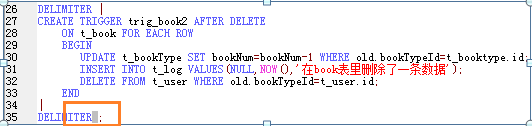 26 DELIMITER |
27 CREATE TRIGGER trig_book2 AFTER DELETE
28 ON t_book FOR EACH ROW
29 BEGIN
30 UPDATE t_bookType SET bookNum=bookNum-1 WHERE old.bookTypeId=t_booktype.id;
31 INSERT INTO t_log VALUES(NULL,NOW(),'在book表里删除了一条数据');
32 DELETE FROM t_user WHERE old.bookTypeId=t_user.id;
33 END
34 |
35 DELIMITER ;